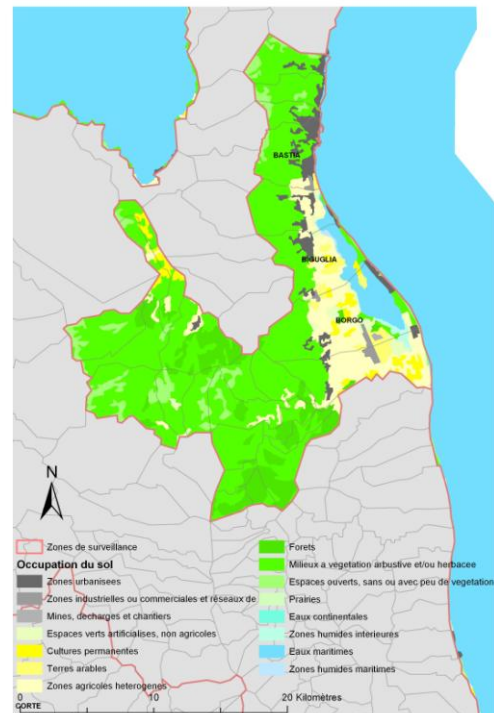 BASTIA
BIGUGLIA
BORGO
N
Zones de surveillance
Occupation du sol
Zones urbanisees
Zones industrielles ou commerciales et réseaux de
Mines, decharges et chantiers
Espaces verts artificialises, non agricoles
Cultures permanentes
Terres arables
Zones agricoles heterogenes
Forets
Milieux a vegetation arbustive et/ou herbacee
Espaces ouverts, sans ou avec peu de vegetation
Prairies
Eaux continentales
Zones humides interieures
Eaux maritimes
Zones humides maritimes
0 10 20 Kilomètres
CORTE